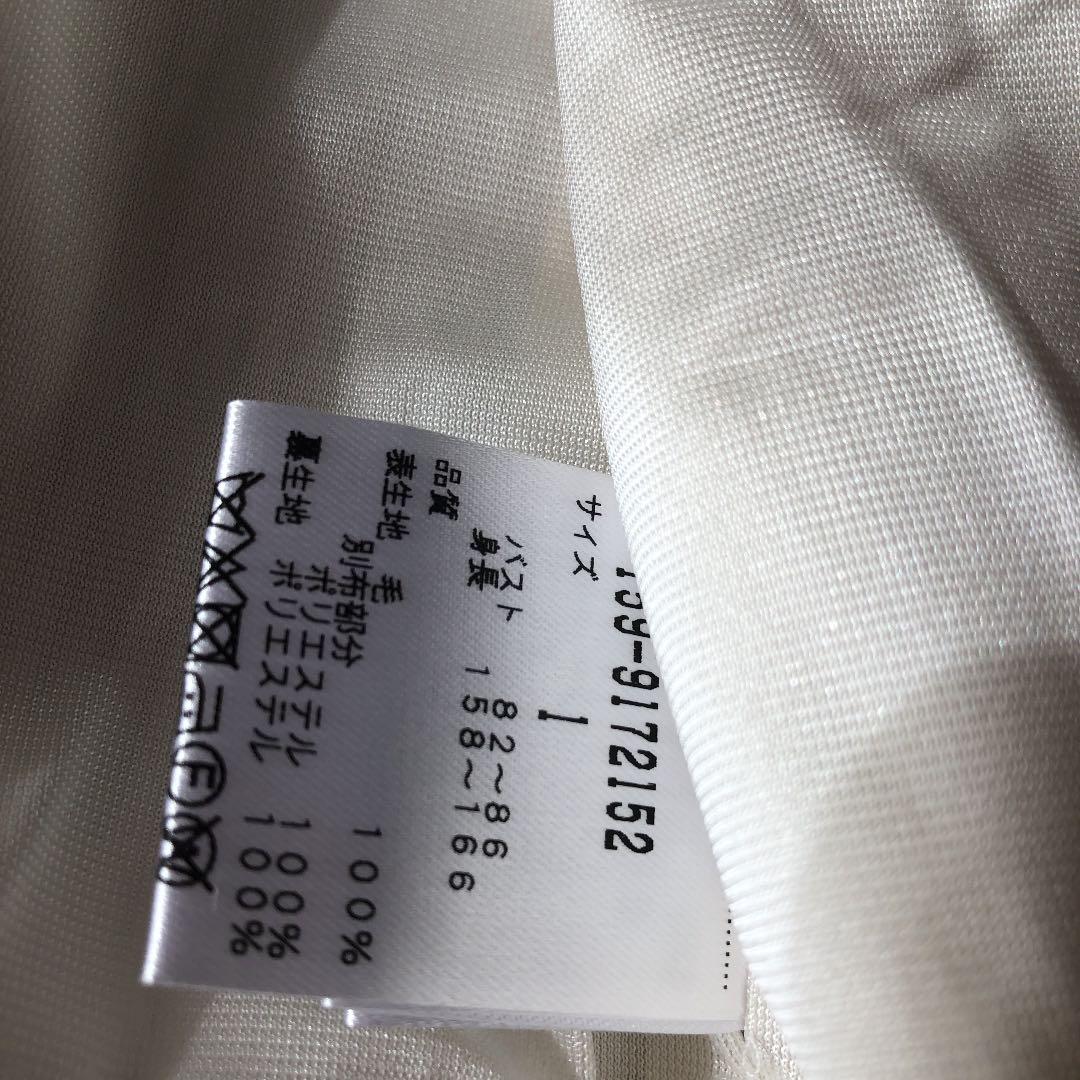 159-9172152
サイズ 1
バスト 82~86
身長 158~166
品質
表生地 毛 100%
別布部分
ポリエステル 100%
裏生地 ポリエステル 100%
F